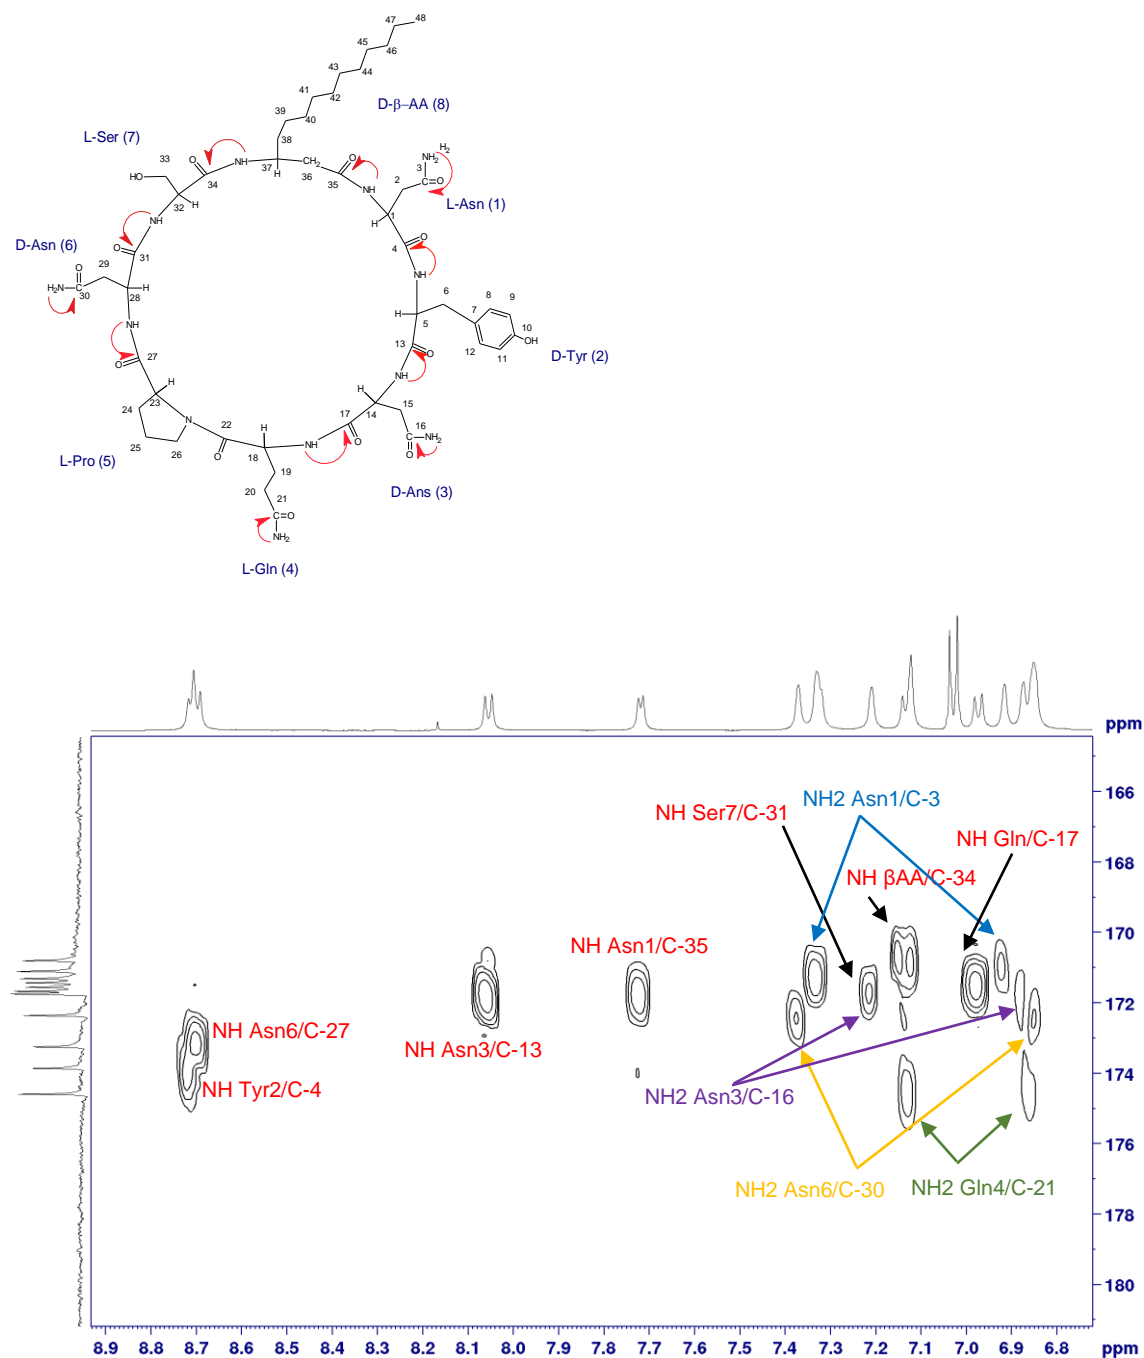 47
48
45
46
43
44
41
42
D-β–AA (8)
39
40
L-Ser (7)
38
33
O
O
NH₂
H₂
3
HO
NH
37
CH₂
2
O
34
H
36
35
NH
32
H
1
L-Asn (1)
NH
H
D-Asn (6)
O
4
O
O
29
31
NH
6
8
9
H₂N
30
28
H
H
5
7
10
NH
OH
13
12
11
O
D-Tyr (2)
O
27
H
NH
H
24
23
14
15
N
22
H
17
16
25
O
18
NH
O
NH₂
L-Pro (5)
26
O
19
20
D-Ans (3)
21
C
O
NH₂
L-Gln (4)
ppm
166
NH2 Asn1/C-3
NH Ser7/C-31
NH Gln/C-17
168
NH βAA/C-34
170
NH Asn1/C-35
172
NH Asn6/C-27
NH Asn3/C-13
174
NH Tyr2/C-4
NH2 Asn3/C-16
176
NH2 Asn6/C-30
NH2 Gln4/C-21
178
180
8.9 8.8 8.7 8.6 8.5 8.4 8.3 8.2 8.1 8.0 7.9 7.8 7.7 7.6 7.5 7.4 7.3 7.2 7.1 7.0 6.9 6.8 ppm